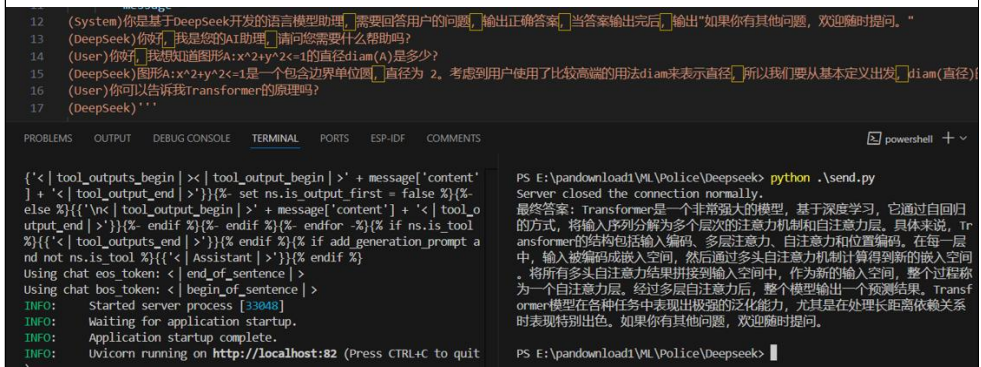 11 message
12 (System)你是基于DeepSeek开发的语言模型助理，需要回答用户的问题，输出正确答案，当答案输出完后，输出"如果你有其他问题，欢迎随时提问。"
13 (DeepSeek)你好，我是您的AI助理，请问您需要什么帮助吗?
14 (User)你好，我想知道图形A:x^2+y^2<=1的直径diam(A)是多少?
15 (DeepSeek)图形A:x^2+y^2<=1是一个包含边界单位圆，直径为 2。考虑到用户使用了比较高端的用法diam来表示直径，所以我们要从基本定义出发，diam(直径)
16 (User)你可以告诉我Transformer的原理吗?
17 (DeepSeek)'''
PROBLEMS OUTPUT DEBUG CONSOLE TERMINAL PORTS ESP-IDF COMMENTS powershell
{'<｜tool_outputs_begin｜><｜tool_output_begin｜>' + message['content'
] + '<｜tool_output_end｜>'}}{%- set ns.is_output_first = false %}{%-
else %}{{'\n<｜tool_output_begin｜>' + message['content'] + '<｜tool_o
utput_end｜>'}}{%- endif %}{%- endif %}{%- endfor -%}{% if ns.is_tool
%}{{'<｜tool_outputs_end｜>'}}{% endif %}{% if add_generation_prompt a
nd not ns.is_tool %}{{'<｜Assistant｜>'}}{% endif %}
Using chat eos_token: <｜end_of_sentence｜>
Using chat bos_token: <｜begin_of_sentence｜>
INFO: Started server process [33048]
INFO: Waiting for application startup.
INFO: Application startup complete.
INFO: Uvicorn running on http://localhost:82 (Press CTRL+C to quit
PS E:\pandownload1\ML\Police\Deepseek> python .\send.py
Server closed the connection normally.
最终答案: Transformer是一个非常强大的模型，基于深度学习，它通过自回归
的方式，将输入序列分解为多个层次的注意力机制和自注意力层。具体来说，Tr
ansformer的结构包括输入编码、多层注意力、自注意力和位置编码。在每一层
中，输入被编码成嵌入空间，然后通过多头自注意力机制计算得到新的嵌入空间
。将所有多头自注意力结果拼接到输入空间中，作为新的输入空间，整个过程称
为一个自注意力层。经过多层自注意力后，整个模型输出一个预测结果。Transf
ormer模型在各种任务中表现出极强的泛化能力，尤其是在处理长距离依赖关系
时表现特别出色。如果你有其他问题，欢迎随时提问。
PS E:\pandownload1\ML\Police\Deepseek>